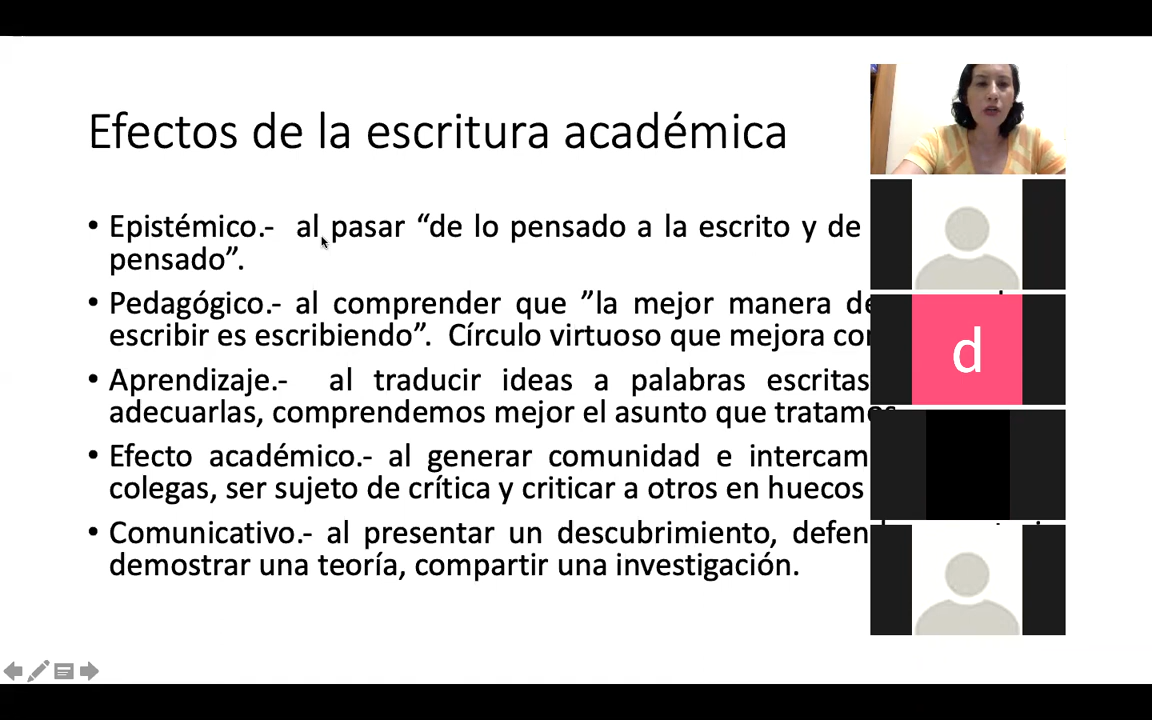 Efectos de la escritura académica
• Epistémico.- al pasar “de lo pensado a la escrito y de
pensado”.
• Pedagógico.- al comprender que ”la mejor manera de
escribir es escribiendo”. Círculo virtuoso que mejora
• Aprendizaje.- al traducir ideas a palabras escritas
adecuarlas, comprendemos mejor el asunto que tratamos
• Efecto académico.- al generar comunidad e
colegas, ser sujeto de crítica y criticar a otros en huecos
• Comunicativo.- al presentar un descubrimiento,
demostrar una teoría, compartir una investigación.
d